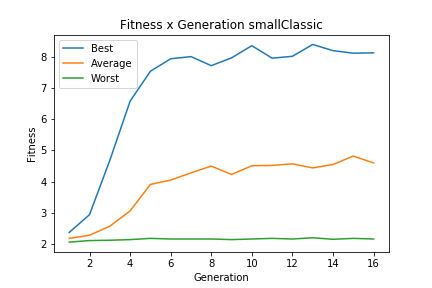 Fitness x Generation smallClassic
Best
Average
Worst
Fitness
8
7
6
5
4
3
2
2 4 6 8 10 12 14 16
Generation